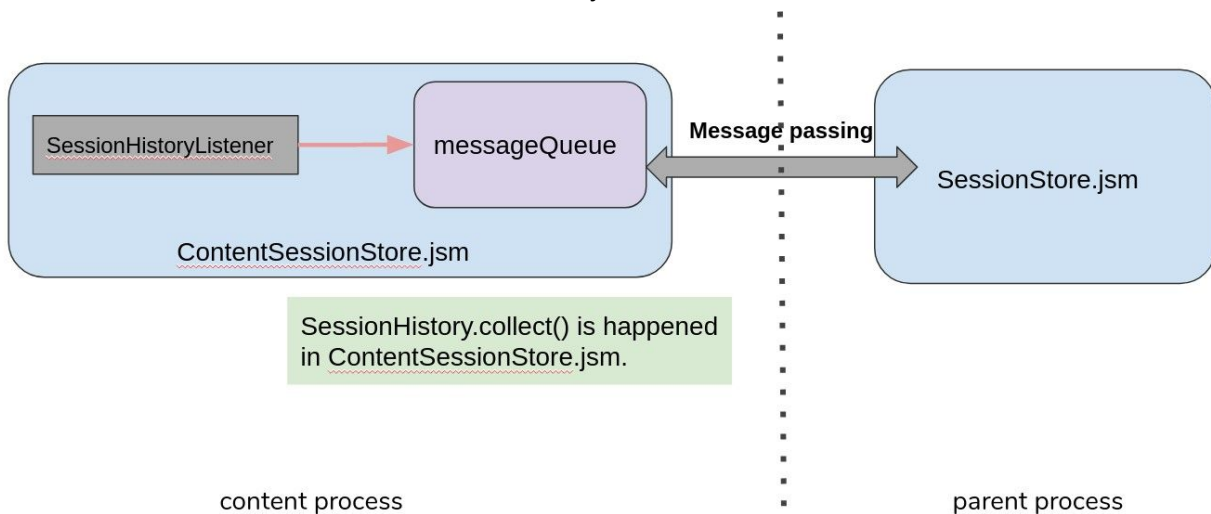 Message passing
SessionHistoryListener
messageQueue
SessionStore.jsm
ContentSessionStore.jsm
SessionHistory.collect() is happened
in ContentSessionStore.jsm.
content process
parent process